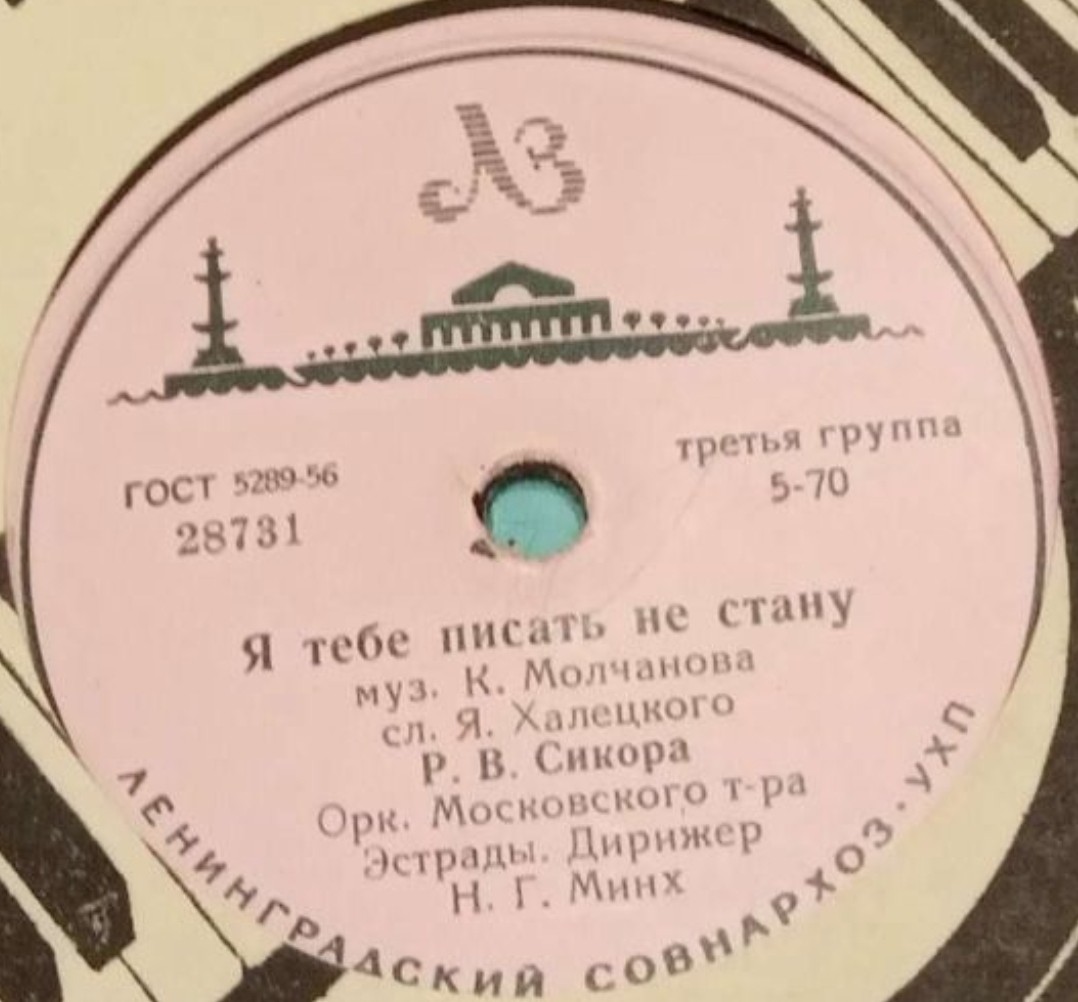 ЛЗ
ГОСТ 5289-56
28731
третья группа
5-70
Я тебе писать не стану
муз. К. Молчанова
сл. Я. Халецкого
Р. В. Сикора
Орк. Московского т-ра
Эстрады. Дирижер
Н. Г. Минх
ЛЕНИНГРАДСКИЙ СОВНАРХОЗ · УХП